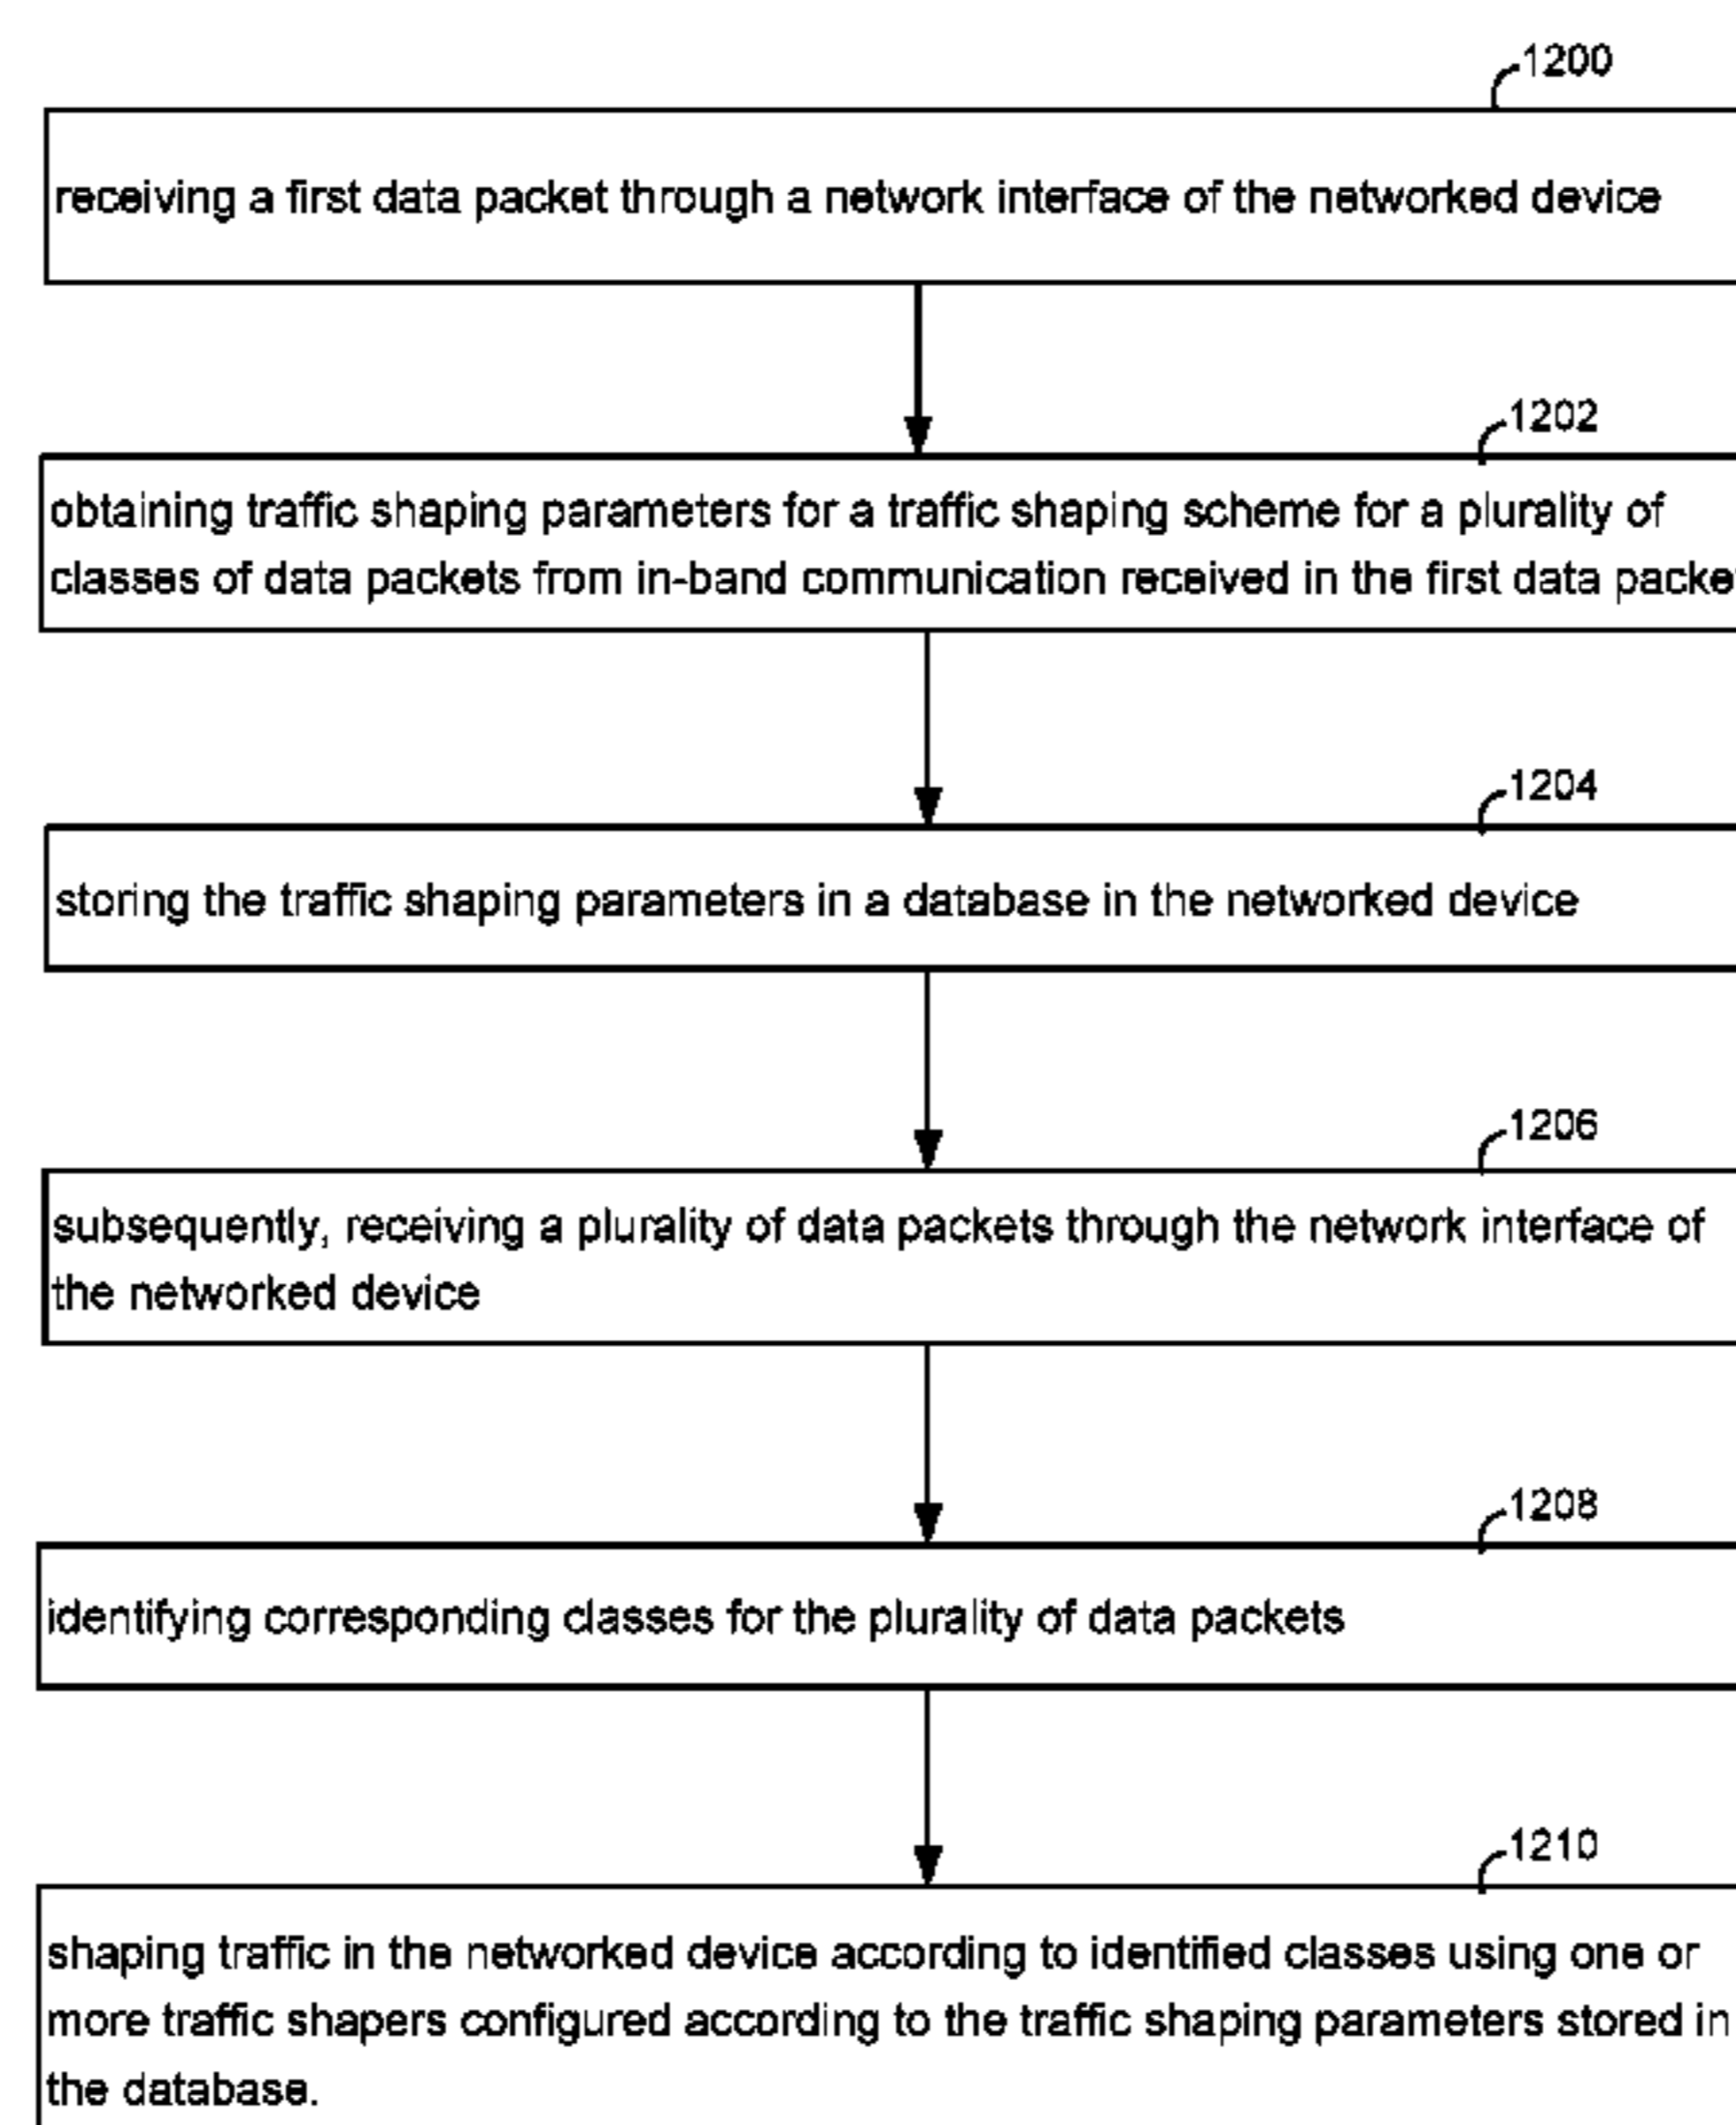 1200
receiving a first data packet through a network interface of the networked device
1202
obtaining traffic shaping parameters for a traffic shaping scheme for a plurality of
classes of data packets from in-band communication received in the first data packet
1204
storing the traffic shaping parameters in a database in the networked device
1206
subsequently, receiving a plurality of data packets through the network interface of
the networked device
1208
identifying corresponding classes for the plurality of data packets
1210
shaping traffic in the networked device according to identified classes using one or
more traffic shapers configured according to the traffic shaping parameters stored in
the database.